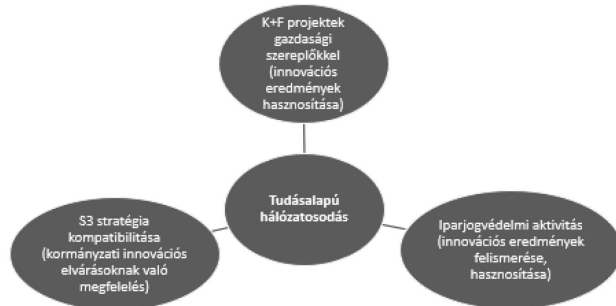 K+F projektek
gazdasági
szereplőkkel
(innovációs
eredmények
hasznosítása)
Tudásalapú
hálózatosodás
S3 stratégia
kompatibilitása
(kormányzati innovációs
elvárásoknak való
megfelelés)
Iparjogvédelmi aktivitás
(innovációs eredmények
felismerése,
hasznosítása)